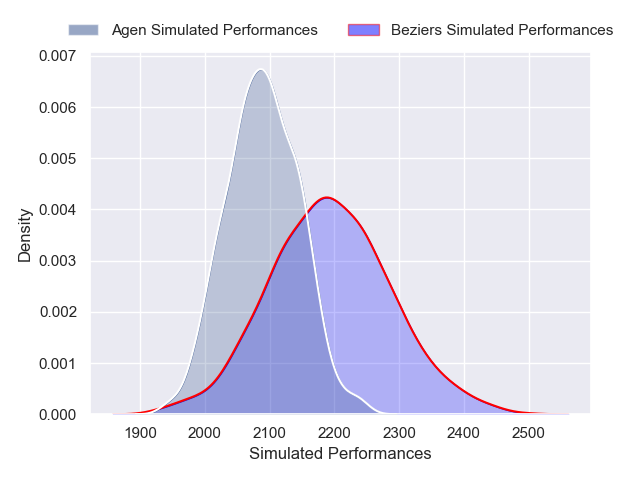 Agen Simulated Performances
Beziers Simulated Performances
0.007
0.006
0.005
0.004
0.003
0.002
0.001
0.000
Density
1900 2000 2100 2200 2300 2400 2500
Simulated Performances